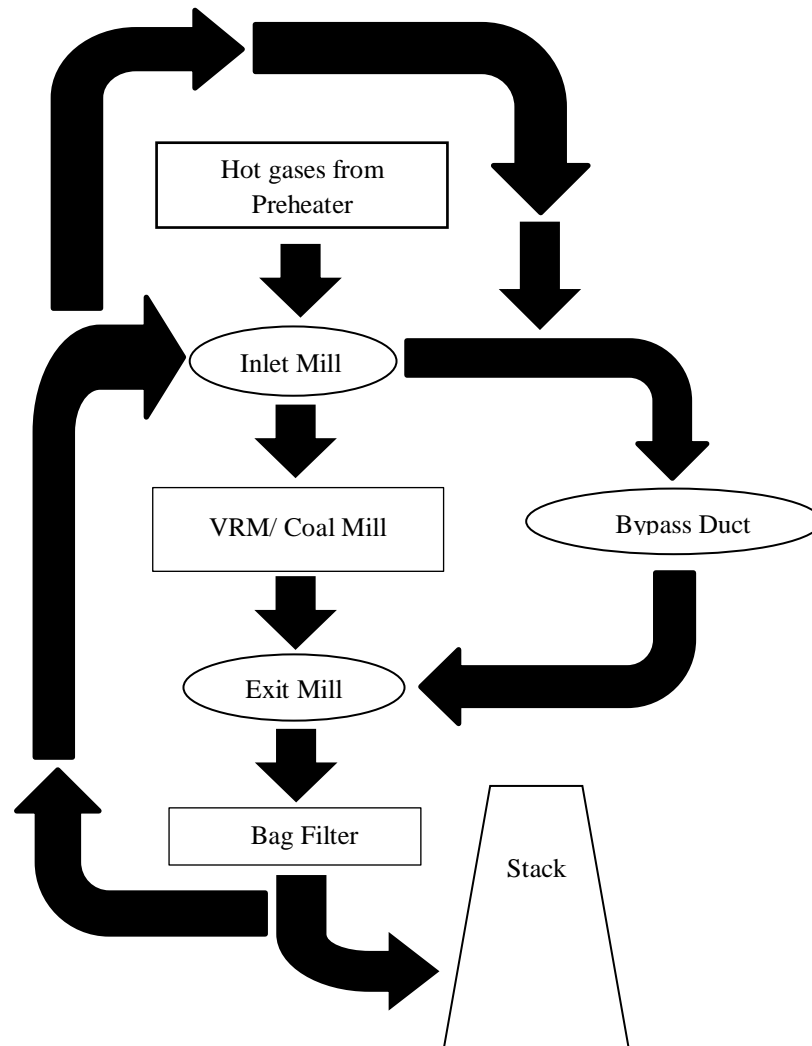 Hot gases from
Preheater
Inlet Mill
VRM/ Coal Mill
Bypass Duct
Exit Mill
Bag Filter
Stack